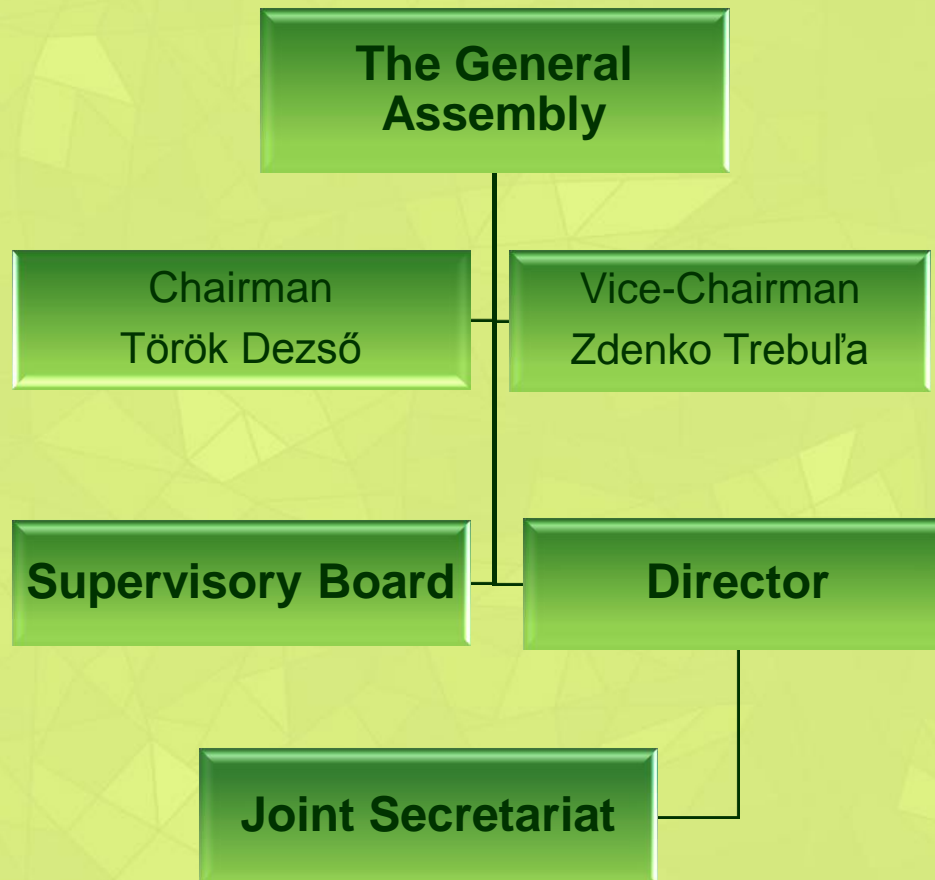 The General
Assembly
Chairman
Török Dezső
Vice-Chairman
Zdenko Trebuľa
Supervisory Board
Director
Joint Secretariat